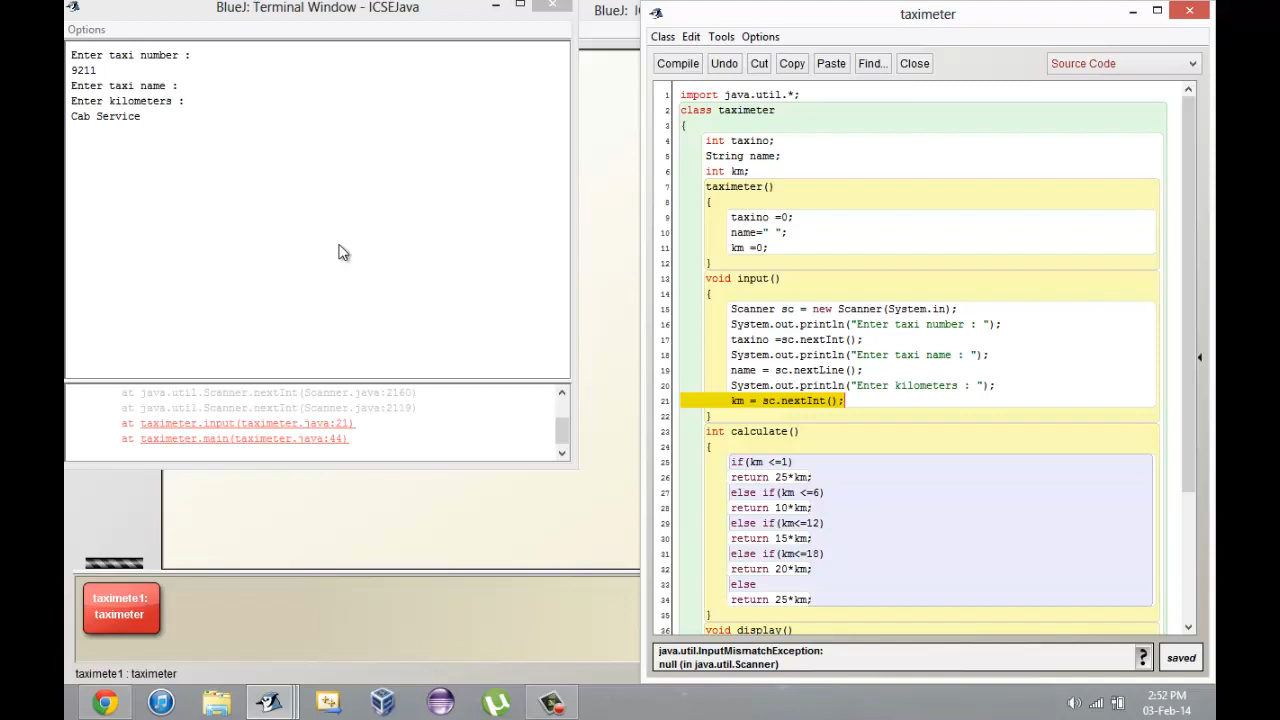 BlueJ: Terminal Window - ICSEJava
Options
Enter taxi number :
9211
Enter taxi name :
Enter kilometers :
Cab Service
at java.util.Scanner.nextInt(Scanner.java:2160)
at java.util.Scanner.nextInt(Scanner.java:2119)
at taximeter.input(taximeter.java:21)
at taximeter.main(taximeter.java:44)
taximete1:
taximeter
taximete1 : taximeter
BlueJ:
taximeter
Class Edit Tools Options
Compile Undo Cut Copy Paste Find... Close Source Code
1 import java.util.*;
2 class taximeter
3 {
4 int taxino;
5 String name;
6 int km;
7 taximeter()
8 {
9 taxino =0;
10 name=" ";
11 km =0;
12 }
13 void input()
14 {
15 Scanner sc = new Scanner(System.in);
16 System.out.println("Enter taxi number : ");
17 taxino =sc.nextInt();
18 System.out.println("Enter taxi name : ");
19 name = sc.nextLine();
20 System.out.println("Enter kilometers : ");
21 km = sc.nextInt();
22 }
23 int calculate()
24 {
25 if(km <=1)
26 return 25*km;
27 else if(km <=6)
28 return 10*km;
29 else if(km<=12)
30 return 15*km;
31 else if(km<=18)
32 return 20*km;
33 else
34 return 25*km;
35 }
36 void display()
java.util.InputMismatchException:
null (in java.util.Scanner)
? saved
2:52 PM
03-Feb-14